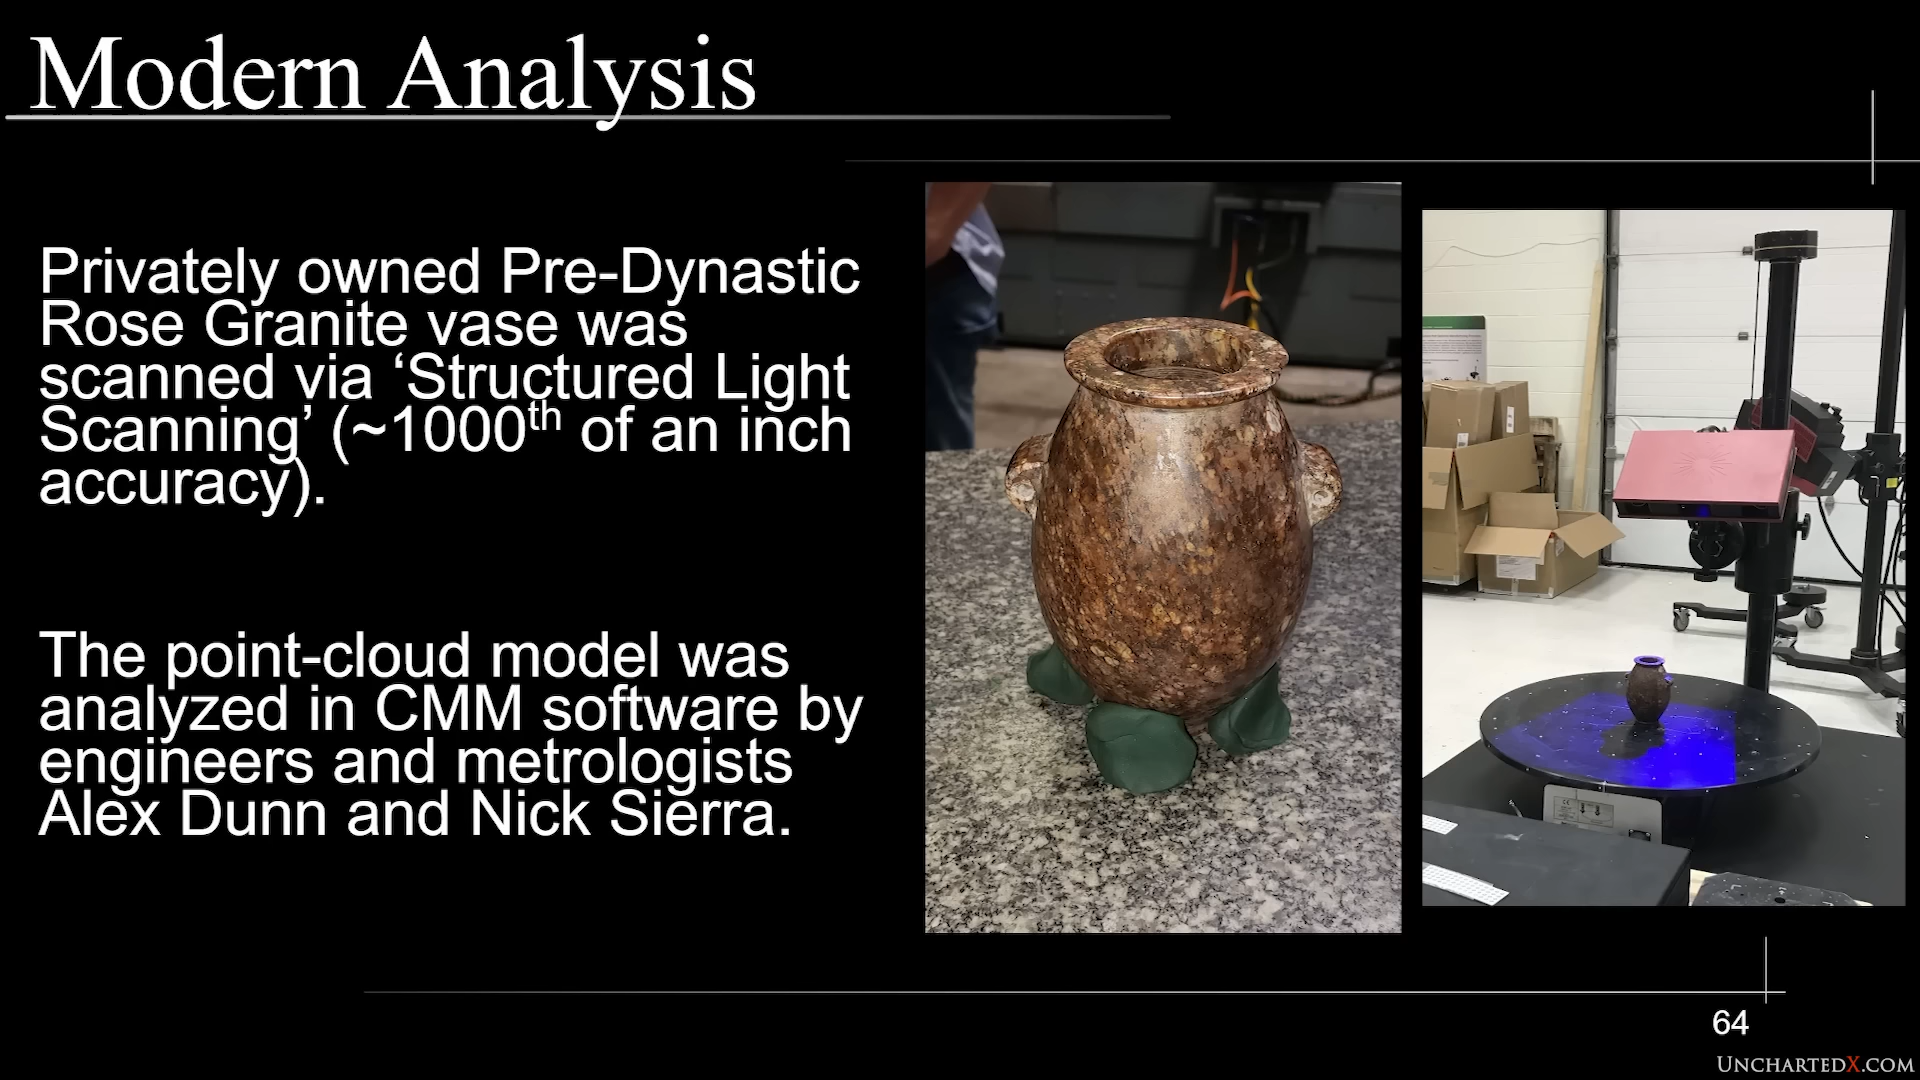 Modern Analysis
Privately owned Pre-Dynastic
Rose Granite vase was
scanned via ‘Structured Light
Scanning’ (~1000th of an inch
accuracy).
The point-cloud model was
analyzed in CMM software by
engineers and metrologists
Alex Dunn and Nick Sierra.
64
UnchartedX.com